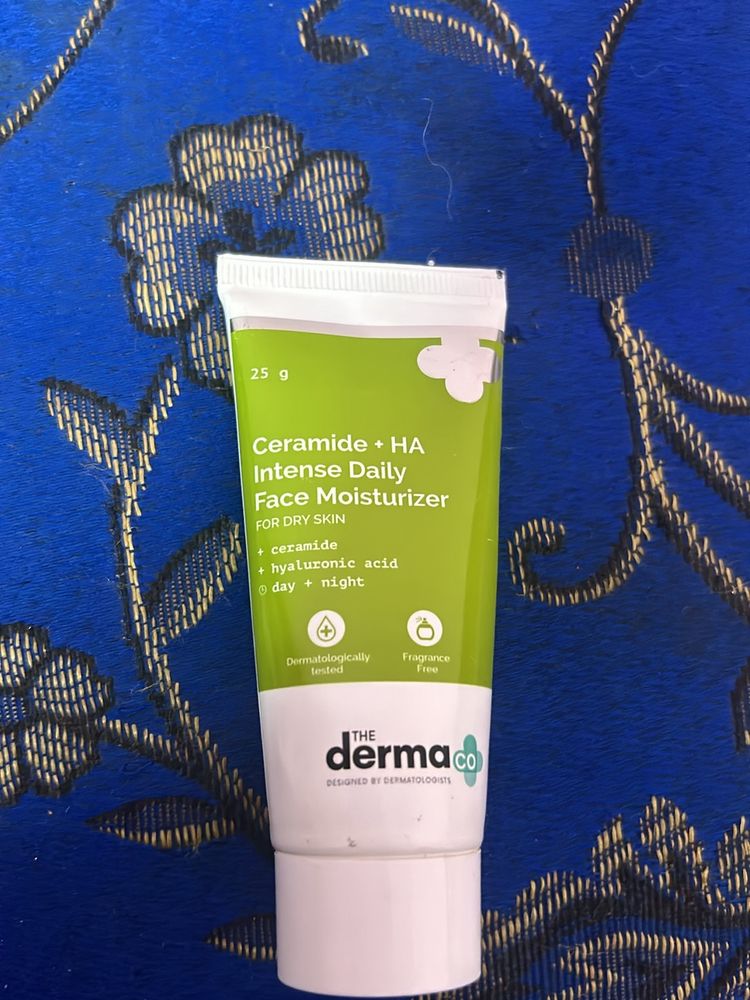 25 g
Ceramide + HA
Intense Daily
Face Moisturizer
FOR DRY SKIN
+ ceramide
+ hyaluronic acid
day + night
Dermatologically
tested
Fragrance
Free
THE
derma co
DESIGNED BY DERMATOLOGISTS